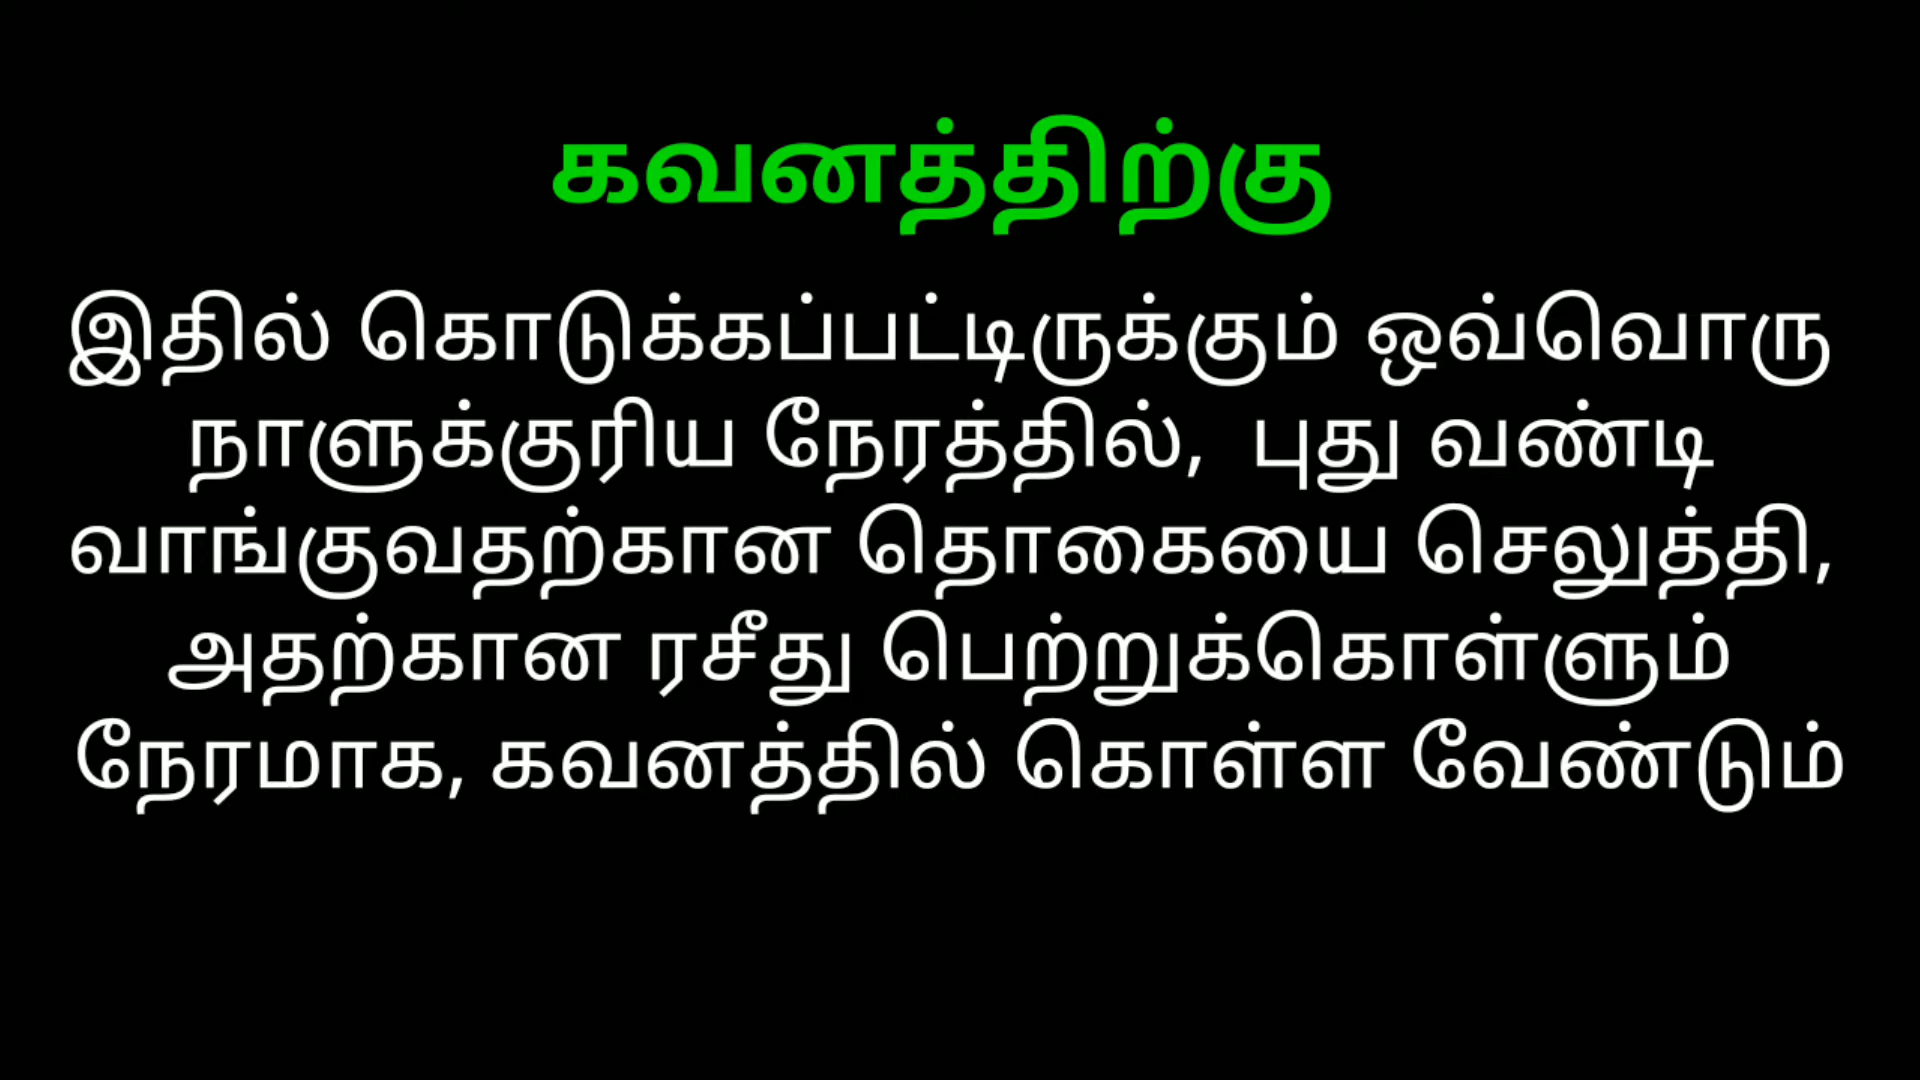 கவனத்திற்கு
இதில் கொடுக்கப்பட்டிருக்கும் ஒவ்வொரு
நாளுக்குரிய நேரத்தில், புது வண்டி
வாங்குவதற்கான தொகையை செலுத்தி,
அதற்கான ரசீது பெற்றுக்கொள்ளும்
நேரமாக, கவனத்தில் கொள்ள வேண்டும்